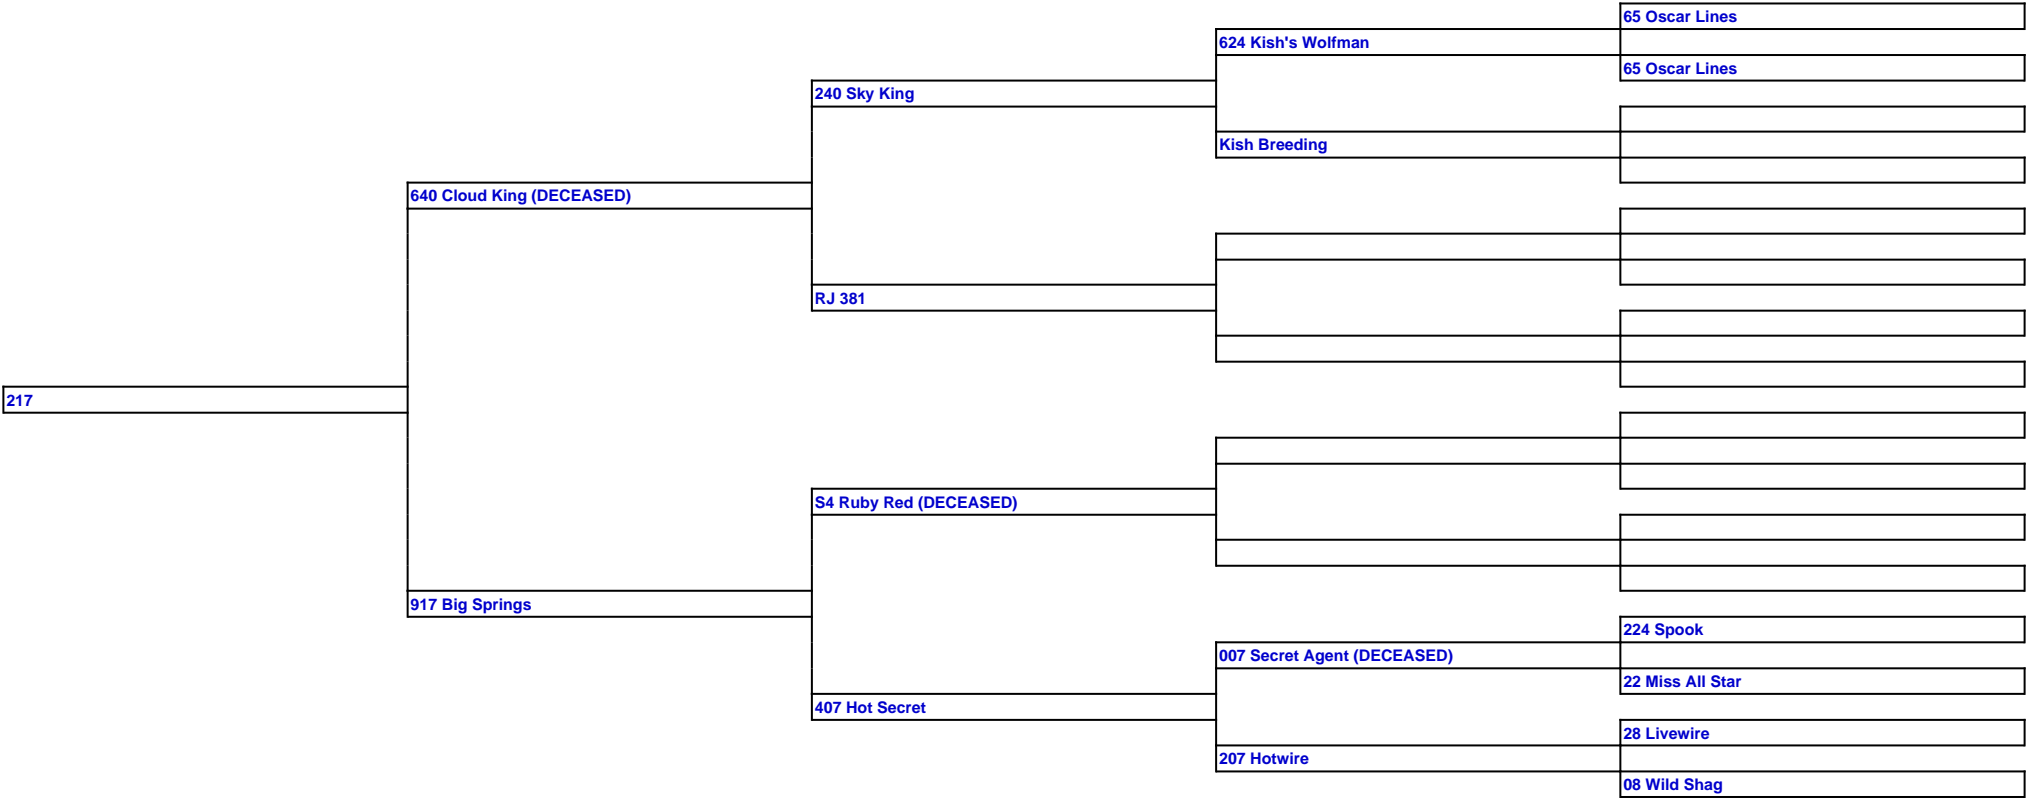 65 Oscar Lines
624 Kish's Wolfman
65 Oscar Lines
240 Sky King
Kish Breeding
640 Cloud King (DECEASED)
RJ 381
217
S4 Ruby Red (DECEASED)
917 Big Springs
224 Spook
007 Secret Agent (DECEASED)
22 Miss All Star
407 Hot Secret
28 Livewire
207 Hotwire
08 Wild Shag